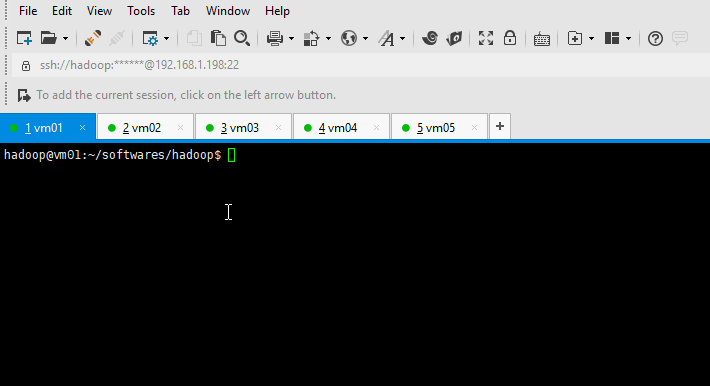 File Edit View Tools Tab Window Help
ssh://hadoop:******@192.168.1.198:22
To add the current session, click on the left arrow button.
1 vm01 × 2 vm02 × 3 vm03 × 4 vm04 × 5 vm05 × +
hadoop@vm01:~/softwares/hadoop$